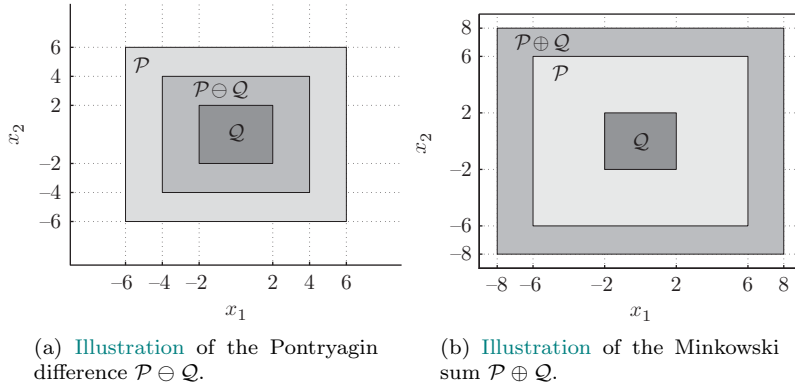 6
4
2
−2
−4
−6
x2
𝒫
𝒫 ⊖ 𝒬
𝒬
−6 −4 −2 2 4 6
x1
(a) Illustration of the Pontryagin
difference 𝒫 ⊖ 𝒬.
8
6
2
−2
−6
−8
x2
𝒫 ⊕ 𝒬
𝒫
𝒬
−8 −6 −2 2 6 8
x1
(b) Illustration of the Minkowski
sum 𝒫 ⊕ 𝒬.